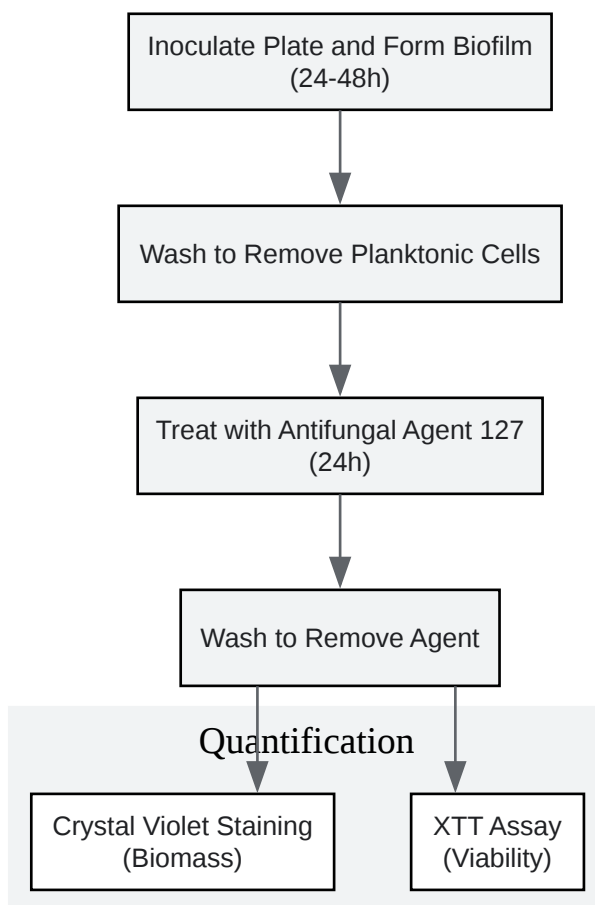 Inoculate Plate and Form Biofilm
(24-48h)
Wash to Remove Planktonic Cells
Treat with Antifungal Agent 127
(24h)
Wash to Remove Agent
Quantification
Crystal Violet Staining
(Biomass)
XTT Assay
(Viability)